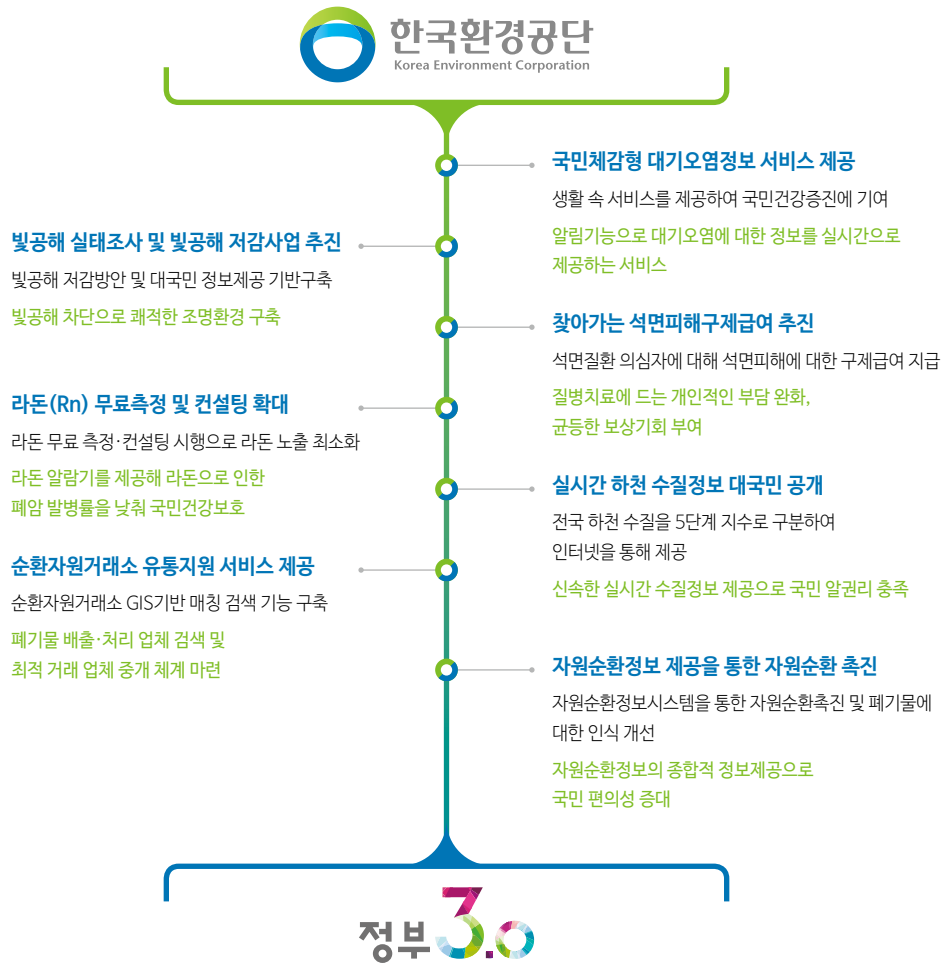 한국환경공단
Korea Environment Corporation
국민체감형 대기오염정보 서비스 제공
생활 속 서비스를 제공하여 국민건강증진에 기여
알림기능으로 대기오염에 대한 정보를 실시간으로
제공하는 서비스
빛공해 실태조사 및 빛공해 저감사업 추진
빛공해 저감방안 및 대국민 정보제공 기반구축
빛공해 차단으로 쾌적한 조명환경 구축
찾아가는 석면피해구제급여 추진
석면질환 의심자에 대해 석면피해에 대한 구제급여 지급
질병치료에 드는 개인적인 부담 완화,
균등한 보상기회 부여
라돈(Rn) 무료측정 및 컨설팅 확대
라돈 무료 측정·컨설팅 시행으로 라돈 노출 최소화
라돈 알람기를 제공해 라돈으로 인한
폐암 발병률을 낮춰 국민건강보호
실시간 하천 수질정보 대국민 공개
전국 하천 수질을 5단계 지수로 구분하여
인터넷을 통해 제공
신속한 실시간 수질정보 제공으로 국민 알권리 충족
순환자원거래소 유통지원 서비스 제공
순환자원거래소 GIS기반 매칭 검색 기능 구축
폐기물 배출·처리 업체 검색 및
최적 거래 업체 중개 체계 마련
자원순환정보 제공을 통한 자원순환 촉진
자원순환정보시스템을 통한 자원순환촉진 및 폐기물에
대한 인식 개선
자원순환정보의 종합적 정보제공으로
국민 편의성 증대
정부 3.0